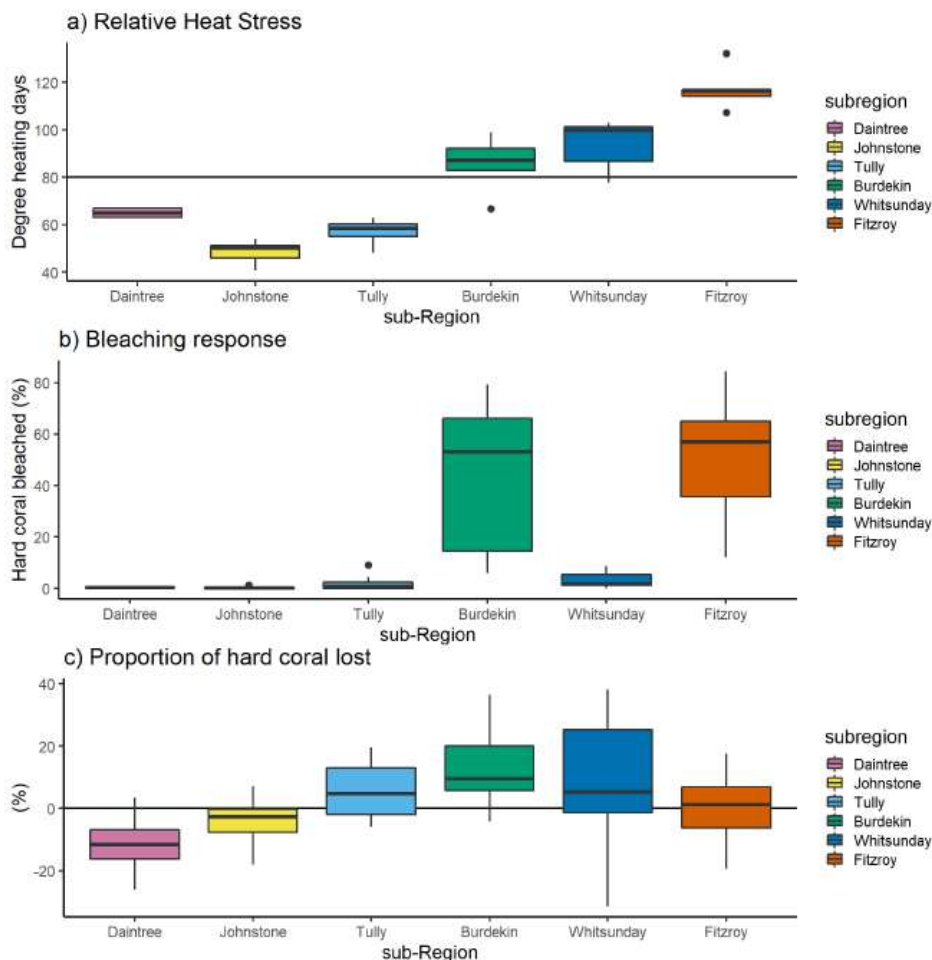 a) Relative Heat Stress
Degree heating days
120
100
80
60
40
Daintree Johnstone Tully Burdekin Whitsunday Fitzroy
sub-Region
subregion
Daintree
Johnstone
Tully
Burdekin
Whitsunday
Fitzroy
b) Bleaching response
Hard coral bleached (%)
80
60
40
20
0
Daintree Johnstone Tully Burdekin Whitsunday Fitzroy
sub-Region
subregion
Daintree
Johnstone
Tully
Burdekin
Whitsunday
Fitzroy
c) Proportion of hard coral lost
(%)
40
20
0
-20
Daintree Johnstone Tully Burdekin Whitsunday Fitzroy
sub-Region
subregion
Daintree
Johnstone
Tully
Burdekin
Whitsunday
Fitzroy